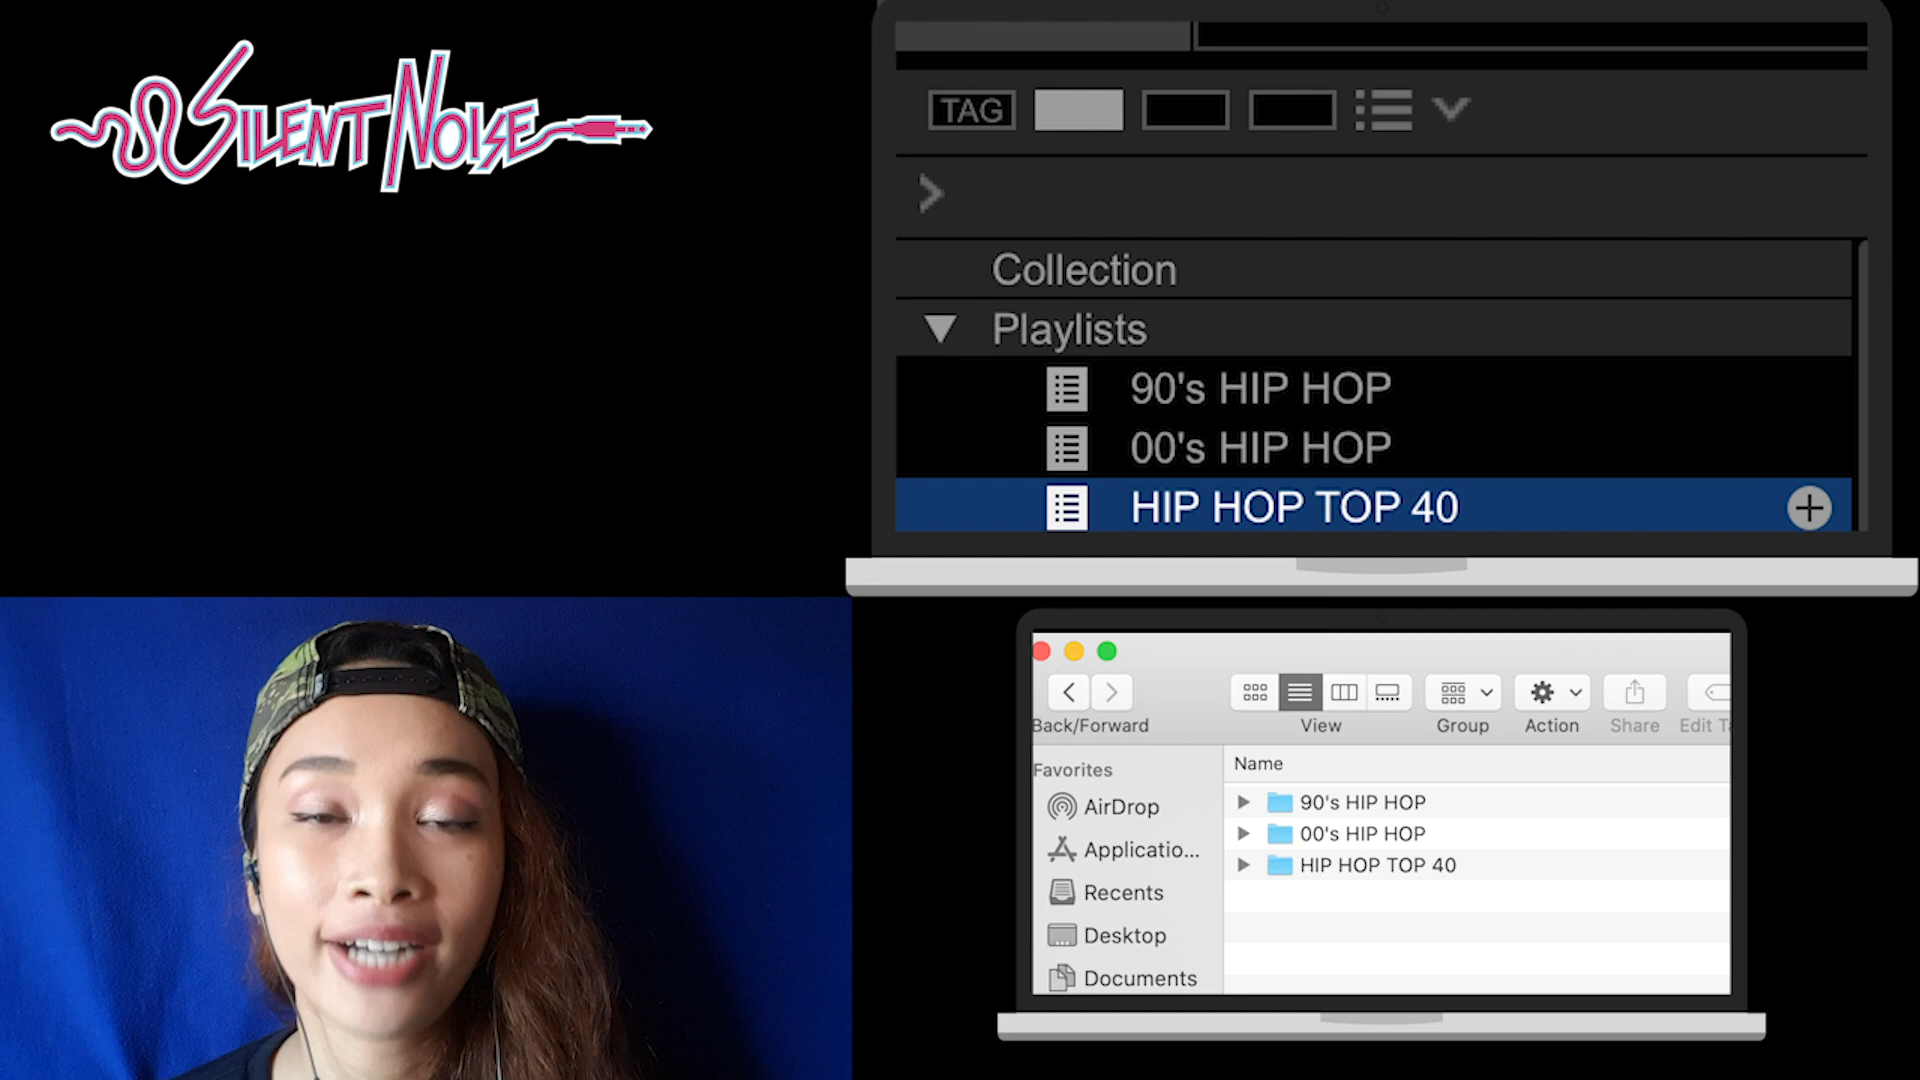 SILENT NOISE
TAG
Collection
Playlists
90's HIP HOP
00's HIP HOP
HIP HOP TOP 40
Back/Forward
View
Group
Action
Share
Edit T
Favorites
AirDrop
Applicatio...
Recents
Desktop
Documents
Name
90's HIP HOP
00's HIP HOP
HIP HOP TOP 40